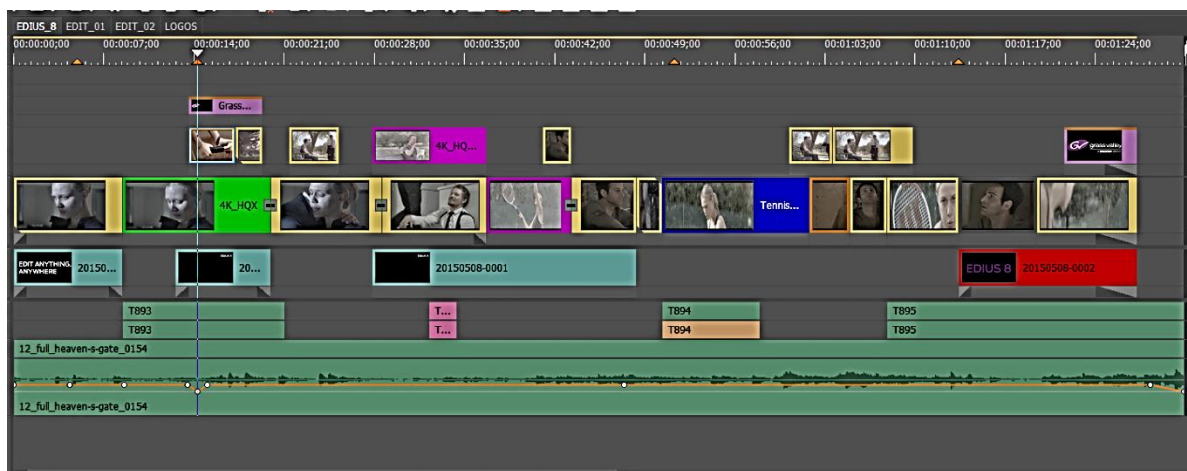 EDIUS_8 EDIT_01 EDIT_02 LOGOS
00:00:00;00 00:00:07;00 00:00:14;00 00:00:21;00 00:00:28;00 00:00:35;00 00:00:42;00 00:00:49;00 00:00:56;00 00:01:03;00 00:01:10;00 00:01:17;00 00:01:24;00
Grass...
4K_HQ... grass valley
4K_HQX Tennis...
EDIT ANYTHING.
ANYWHERE 20150... 20... 20150508-0001 EDIUS 8 20150508-0002
T893 T... T894 T895
T893 T... T894 T895
12_full_heaven-s-gate_0154
12_full_heaven-s-gate_0154